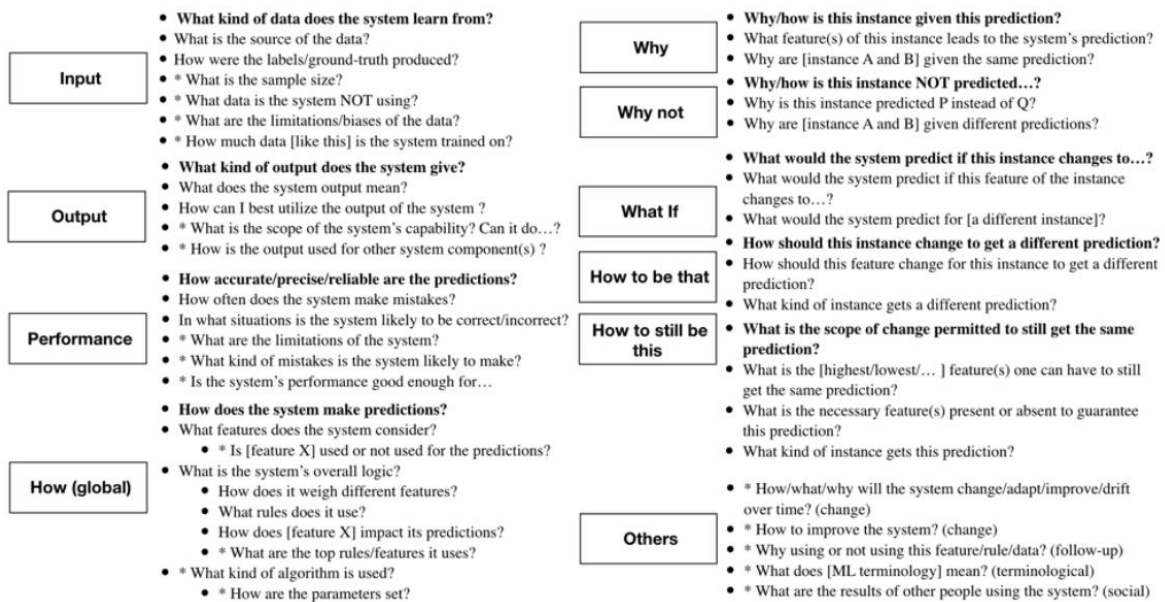 Input
• What kind of data does the system learn from?
• What is the source of the data?
• How were the labels/ground-truth produced?
• * What is the sample size?
• * What data is the system NOT using?
• * What are the limitations/biases of the data?
• * How much data [like this] is the system trained on?
Output
• What kind of output does the system give?
• What does the system output mean?
• How can I best utilize the output of the system ?
• * What is the scope of the system's capability? Can it do…?
• * How is the output used for other system component(s) ?
Performance
• How accurate/precise/reliable are the predictions?
• How often does the system make mistakes?
• In what situations is the system likely to be correct/incorrect?
• * What are the limitations of the system?
• * What kind of mistakes is the system likely to make?
• * Is the system's performance good enough for…
How (global)
• How does the system make predictions?
• What features does the system consider?
• * Is [feature X] used or not used for the predictions?
• What is the system's overall logic?
• How does it weigh different features?
• What rules does it use?
• How does [feature X] impact its predictions?
• * What are the top rules/features it uses?
• * What kind of algorithm is used?
• * How are the parameters set?
Why
• Why/how is this instance given this prediction?
• What feature(s) of this instance leads to the system's prediction?
• Why are [instance A and B] given the same prediction?
Why not
• Why/how is this instance NOT predicted…?
• Why is this instance predicted P instead of Q?
• Why are [instance A and B] given different predictions?
What If
• What would the system predict if this instance changes to…?
• What would the system predict if this feature of the instance
changes to…?
• What would the system predict for [a different instance]?
How to be that
• How should this instance change to get a different prediction?
• How should this feature change for this instance to get a different
prediction?
• What kind of instance gets a different prediction?
How to still be
this
• What is the scope of change permitted to still get the same
prediction?
• What is the [highest/lowest/… ] feature(s) one can have to still
get the same prediction?
• What is the necessary feature(s) present or absent to guarantee
this prediction?
• What kind of instance gets this prediction?
Others
• * How/what/why will the system change/adapt/improve/drift
over time? (change)
• * How to improve the system? (change)
• * Why using or not using this feature/rule/data? (follow-up)
• * What does [ML terminology] mean? (terminological)
• * What are the results of other people using the system? (social)